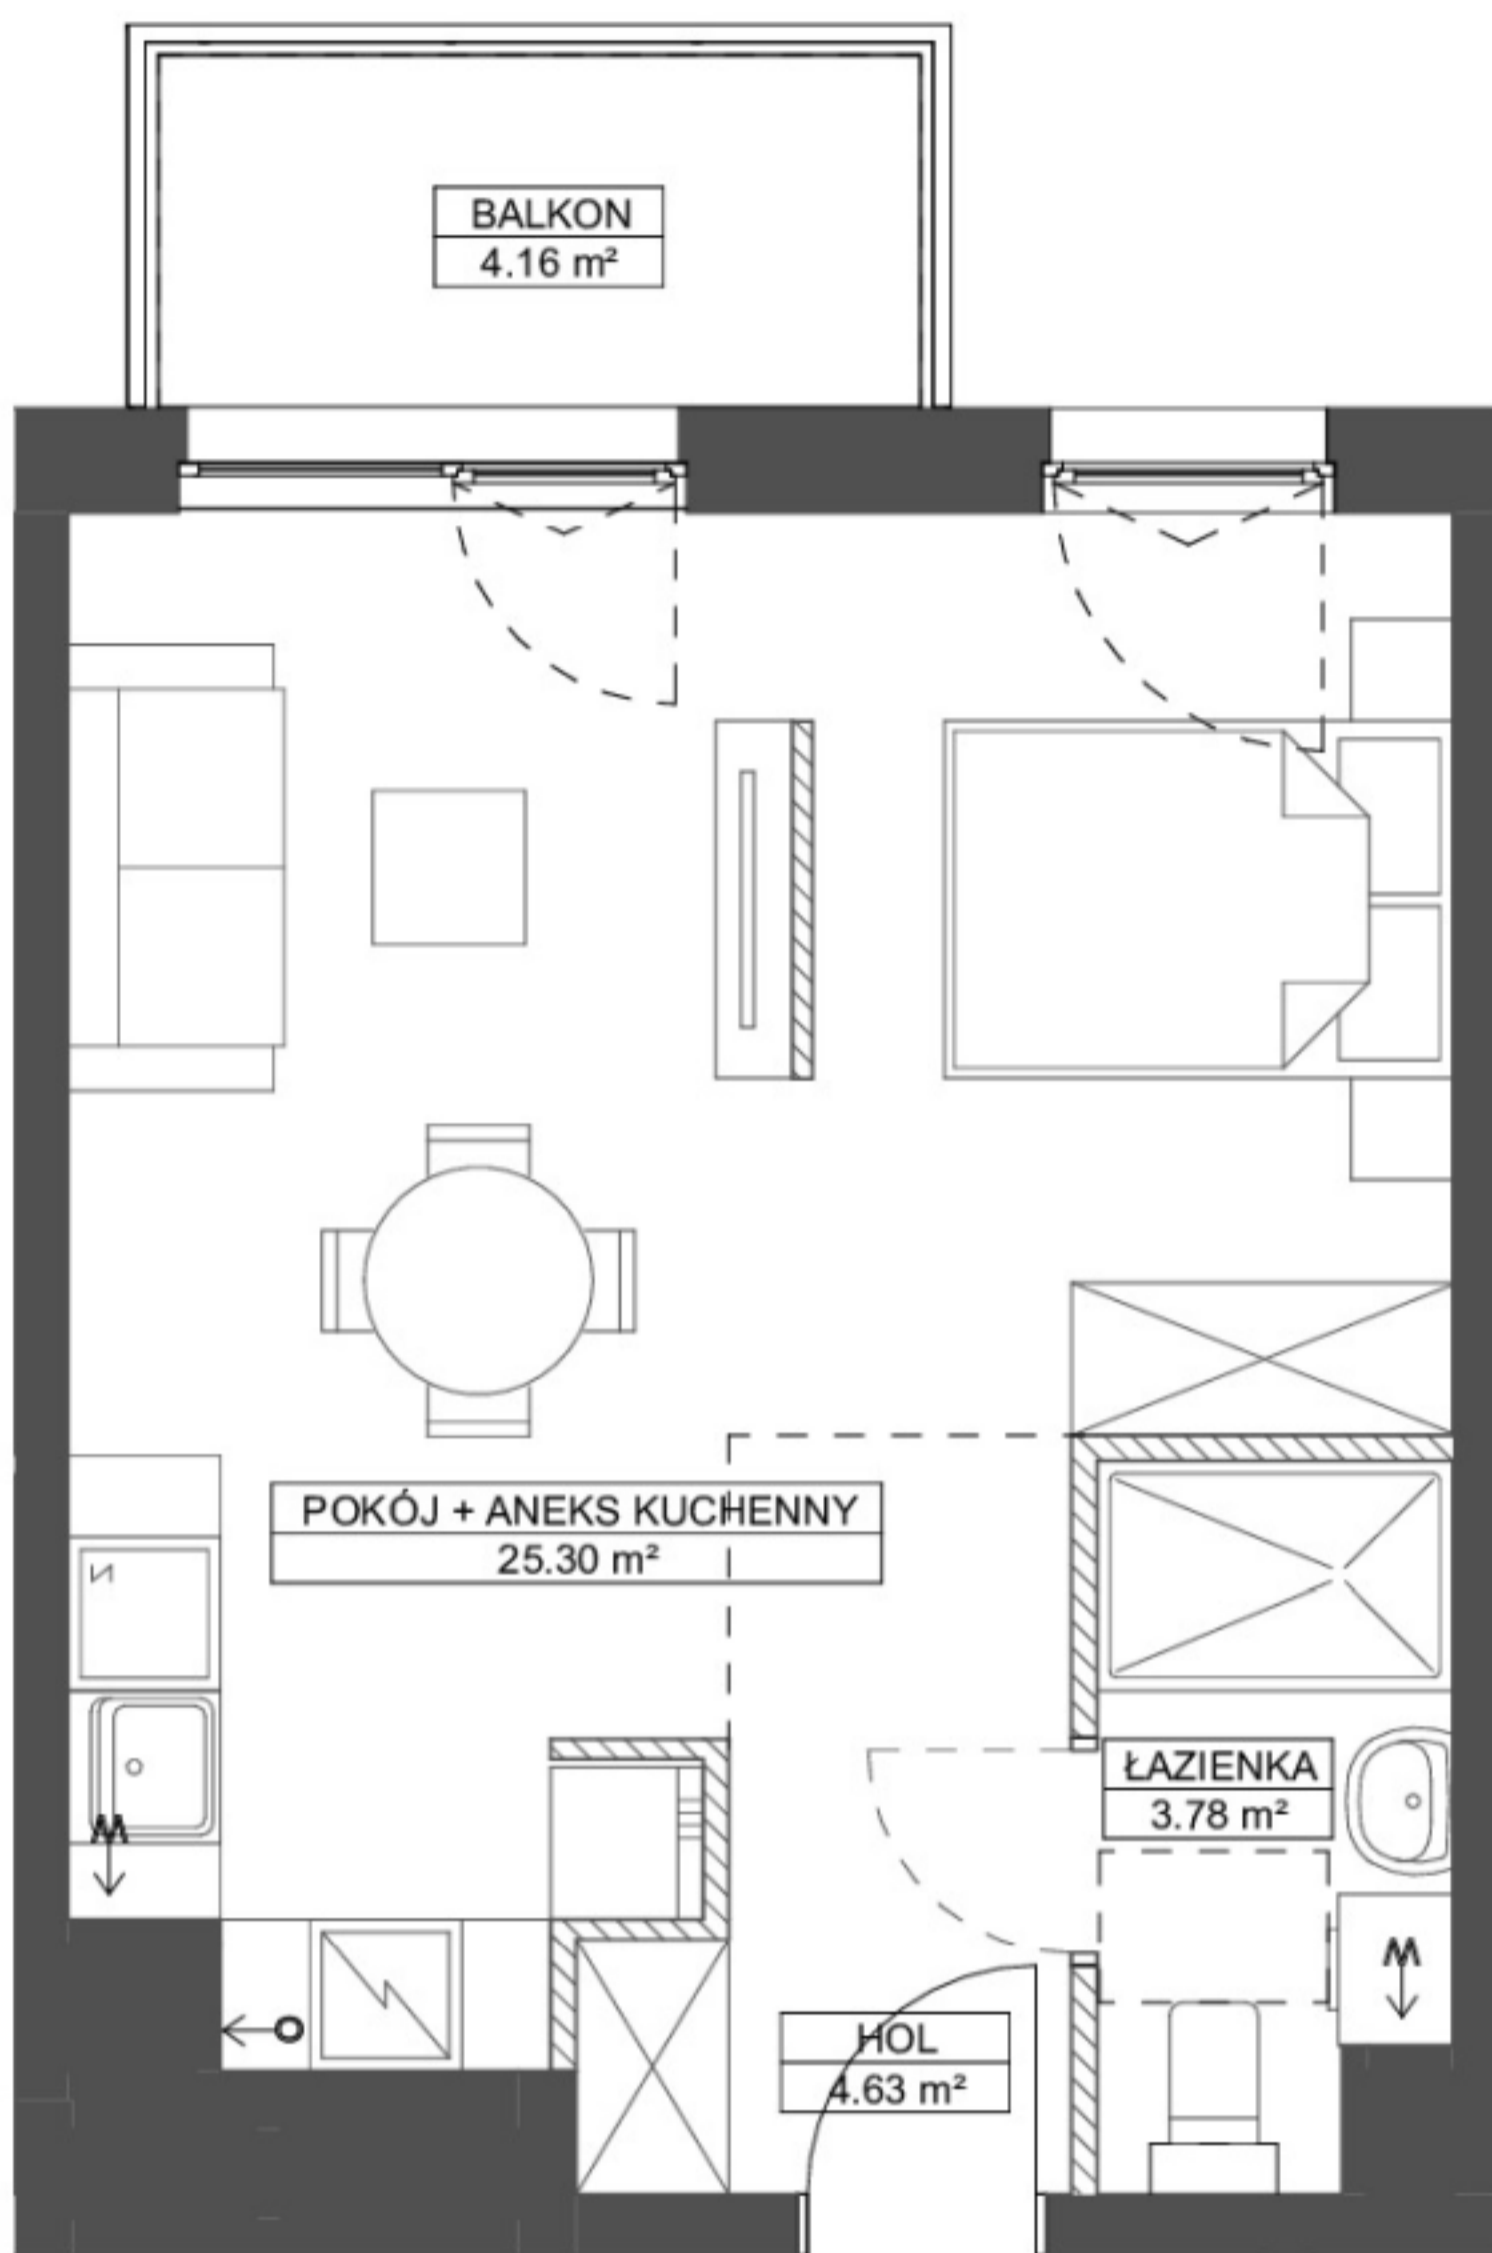 BALKON
4.16 m²
POKÓJ + ANEKS KUCHENNY
25.30 m²
ŁAZIENKA
3.78 m²
W
W
O
HOL
4.63 m²